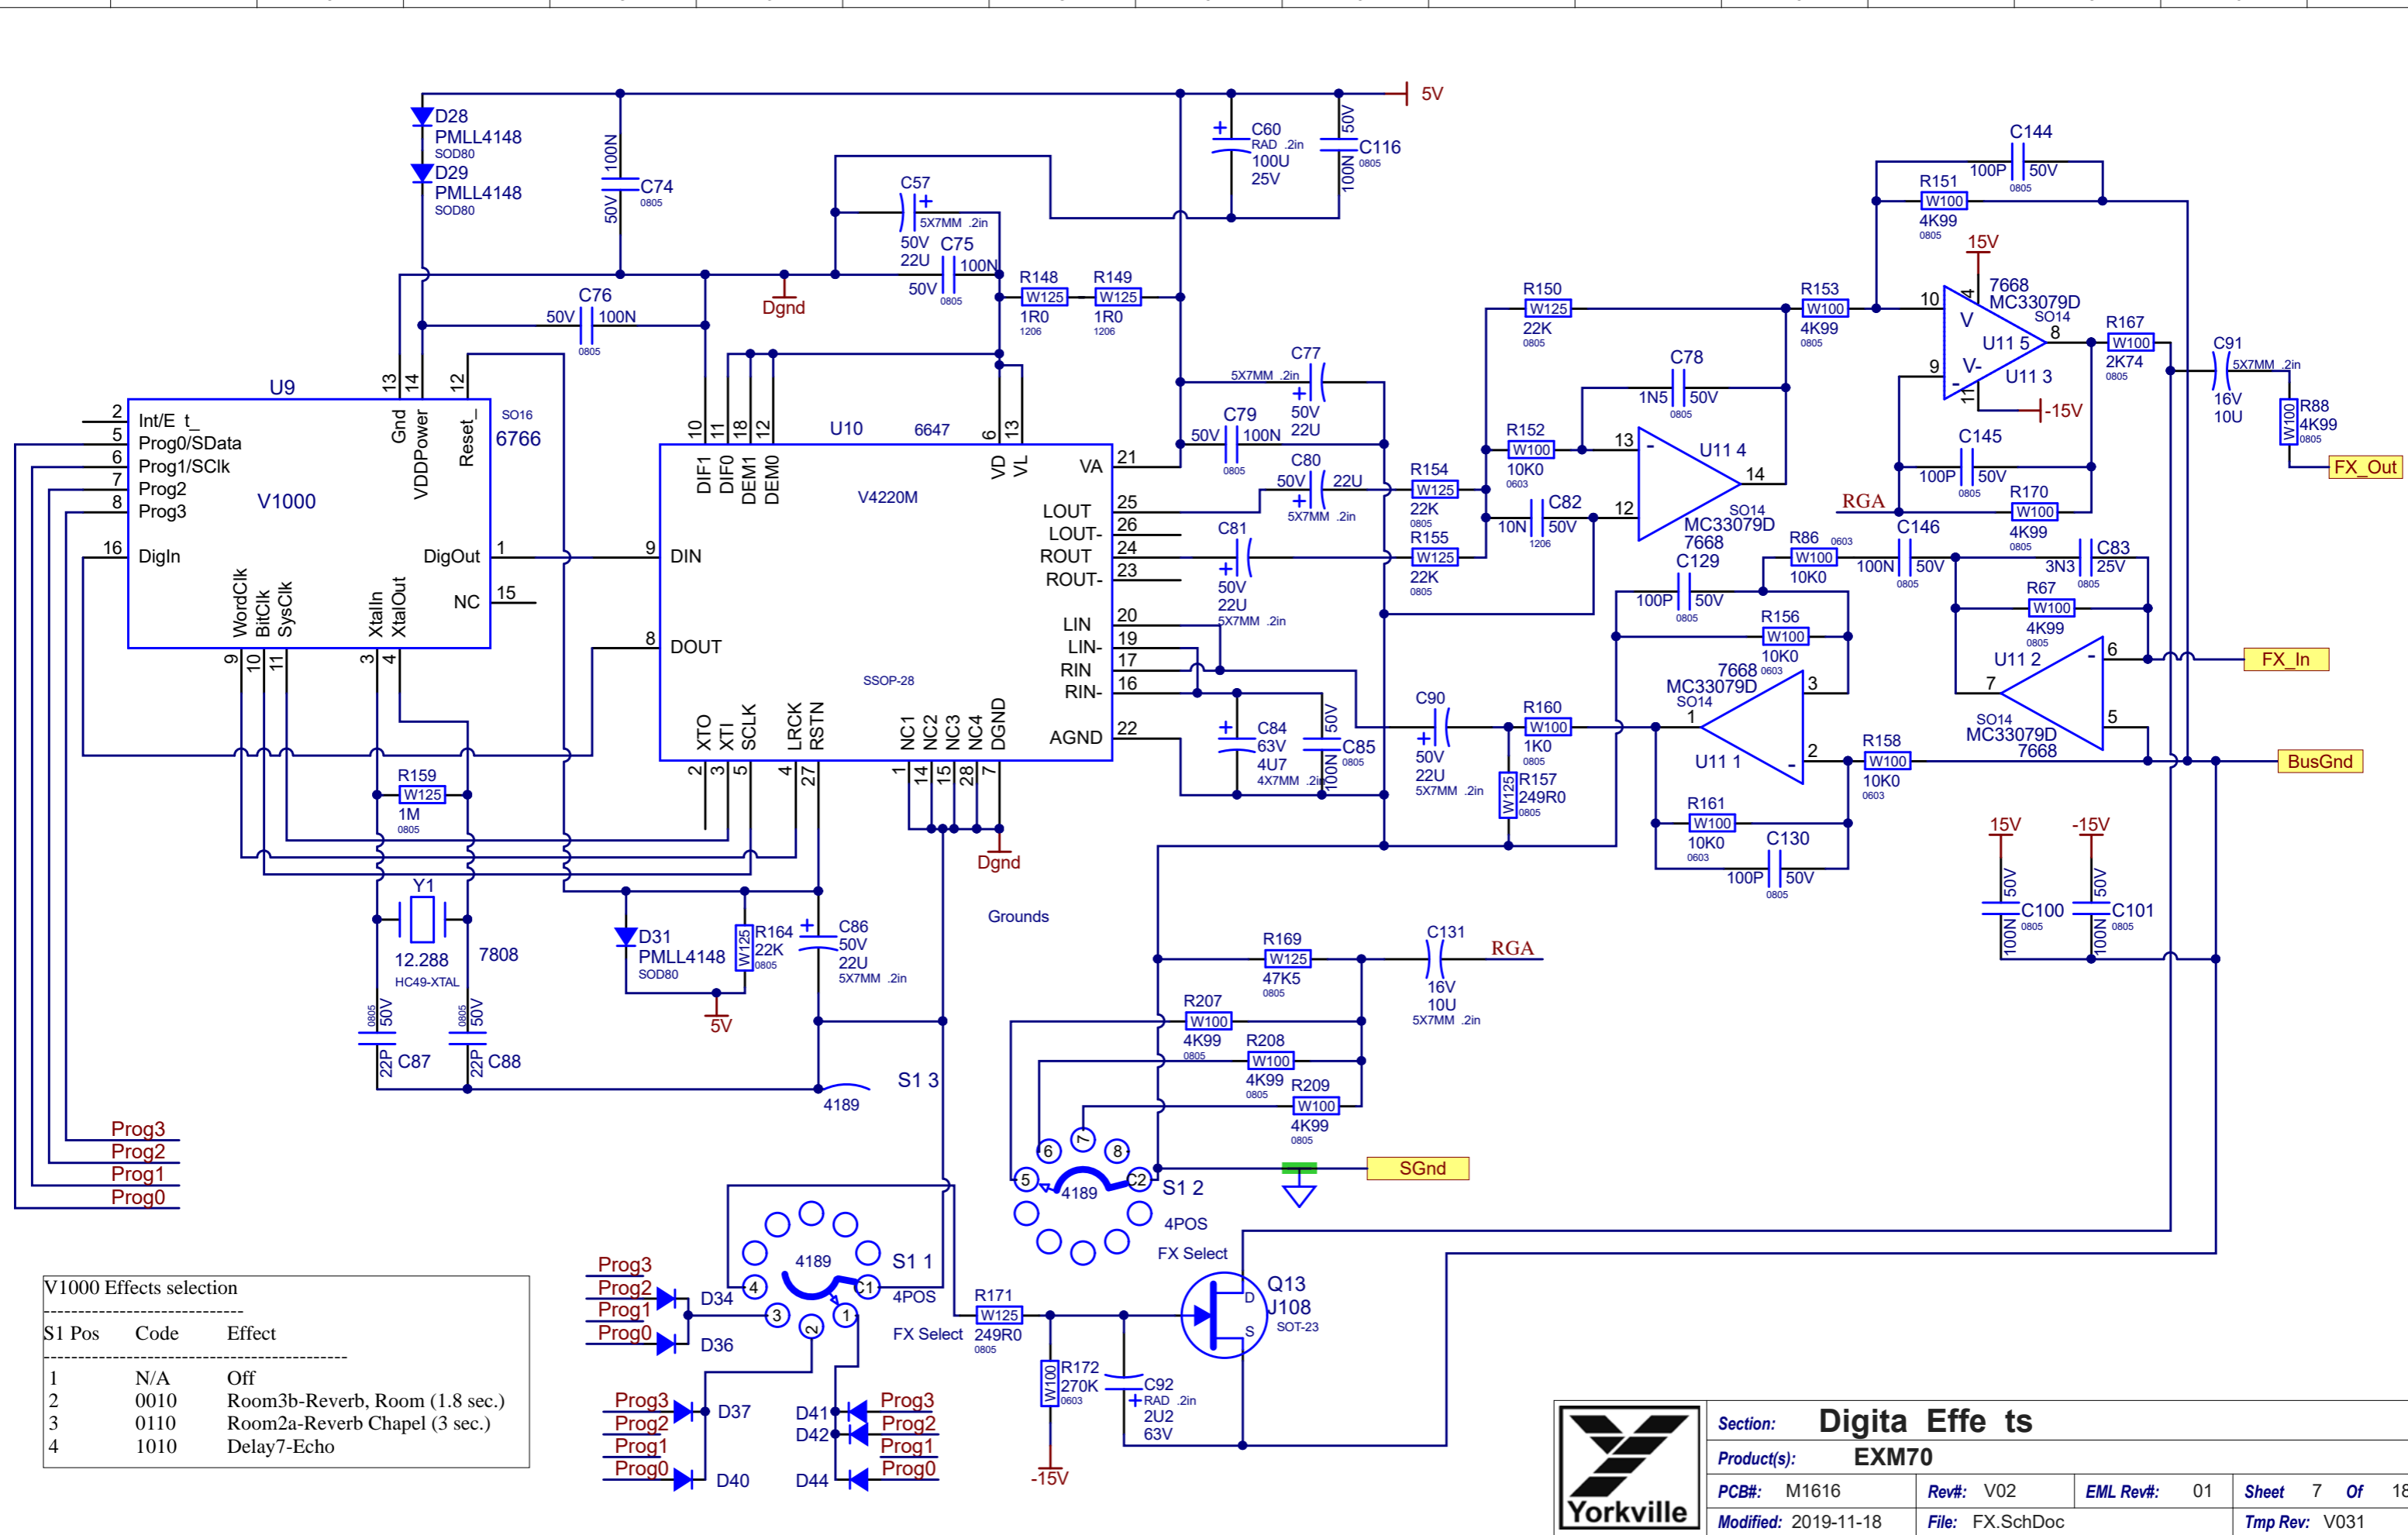 5V
D28
PMLL4148
SOD80
D29
PMLL4148
SOD80
100N
50V
C74
0805
C57
5X7MM .2in
50V
22U
C75
100N
50V
0805
C60
RAD .2in
100U
25V
50V
C116
0805
100N
Dgnd
C76
50V 100N
0805
R148
W125
1R0
1206
R149
W125
1R0
1206
C144
100P 50V
0805
R151
W100
4K99
0805
15V
7668
MC33079D
SO14
4
10
V
8
U11 5
9
V-
U11 3
11
-15V
R150
W125
22K
0805
R153
W100
4K99
0805
R167
W100
2K74
0805
C91
5X7MM .2in
16V
10U
W100
R88
4K99
0805
FX_Out
C145
100P 50V
0805
RGA
R170
W100
4K99
0805
U9
SO16
6766
V1000
13
14
12
Gnd
VDDPower
Reset_
2
Int/E t_
5
Prog0/SData
6
Prog1/SClk
7
Prog2
8
Prog3
16
DigIn
DigOut
1
NC
15
WordClk
BitClk
SysClk
XtalIn
XtalOut
9
10
11
3
4
U10 6647
V4220M
SSOP-28
10
11
18
12
DIF1
DIF0
DEM1
DEM0
6
13
VD
VL
9
DIN
8
DOUT
VA
21
LOUT
25
LOUT-
26
ROUT
24
ROUT-
23
LIN
20
LIN-
19
RIN
17
RIN-
16
AGND
22
XTO
XTI
SCLK
LRCK
RSTN
NC1
NC2
NC3
NC4
DGND
2
3
5
4
27
1
14
15
28
7
Dgnd
Grounds
C77
5X7MM .2in
50V
22U
C79
50V 100N
0805
C80
50V 22U
5X7MM .2in
C81
50V
22U
5X7MM .2in
R154
W125
22K
0805
R155
W125
22K
0805
R152
W100
10K0
0603
C82
10N 50V
1206
C78
1N5 50V
0805
13
12
14
U11 4
SO14
MC33079D
7668
C129
100P 50V
0805
R86 0603
W100
10K0
C146
100N 50V
0805
C83
3N3 25V
0805
R67
W100
4K99
0805
R156
W100
10K0
0603
7668
MC33079D
SO14
3
1
2
U11 1
U11 2
6
7
5
SO14
MC33079D
7668
FX_In
BusGnd
R158
W100
10K0
0603
R161
W100
10K0
0603
C130
100P 50V
0805
C84
63V
4U7
4X7MM .2in
50V
C85
0805
100N
C90
50V
22U
5X7MM .2in
R160
W100
1K0
0805
W125
R157
249R0
0805
15V
-15V
50V
C100
0805
100N
50V
C101
0805
100N
R159
W125
1M
0805
Y1
12.288
7808
HC49-XTAL
0805
50V
22P
C87
0805
50V
22P
C88
D31
PMLL4148
SOD80
W125
R164
22K
0805
C86
50V
22U
5X7MM .2in
5V
S1 3
4189
R169
W125
47K5
0805
C131
16V
10U
5X7MM .2in
RGA
R207
W100
4K99
0805
R208
W100
4K99
0805
R209
W100
4K99
0805
5
6
7
8
C2
4189
S1 2
4POS
FX Select
SGnd
Prog3
Prog2
Prog1
Prog0
4189
S1 1
4POS
FX Select
4
3
2
1
C1
Prog3
Prog2
Prog1
Prog0
D34
D36
Prog3
Prog2
Prog1
Prog0
D37
D40
D41
D42
D44
Prog3
Prog2
Prog1
Prog0
R171
W125
249R0
0805
W100
R172
270K
0603
-15V
C92
RAD .2in
2U2
63V
Q13
J108
SOT-23
D
S
V1000 Effects selection
-----------------------------
S1 Pos Code Effect
--------------------------------------------
1 N/A Off
2 0010 Room3b-Reverb, Room (1.8 sec.)
3 0110 Room2a-Reverb Chapel (3 sec.)
4 1010 Delay7-Echo
Yorkville
Section: Digita Effe ts
Product(s): EXM70
PCB#: M1616 Rev#: V02 EML Rev#: 01 Sheet 7 Of 18
Modified: 2019-11-18 File: FX.SchDoc Tmp Rev: V031